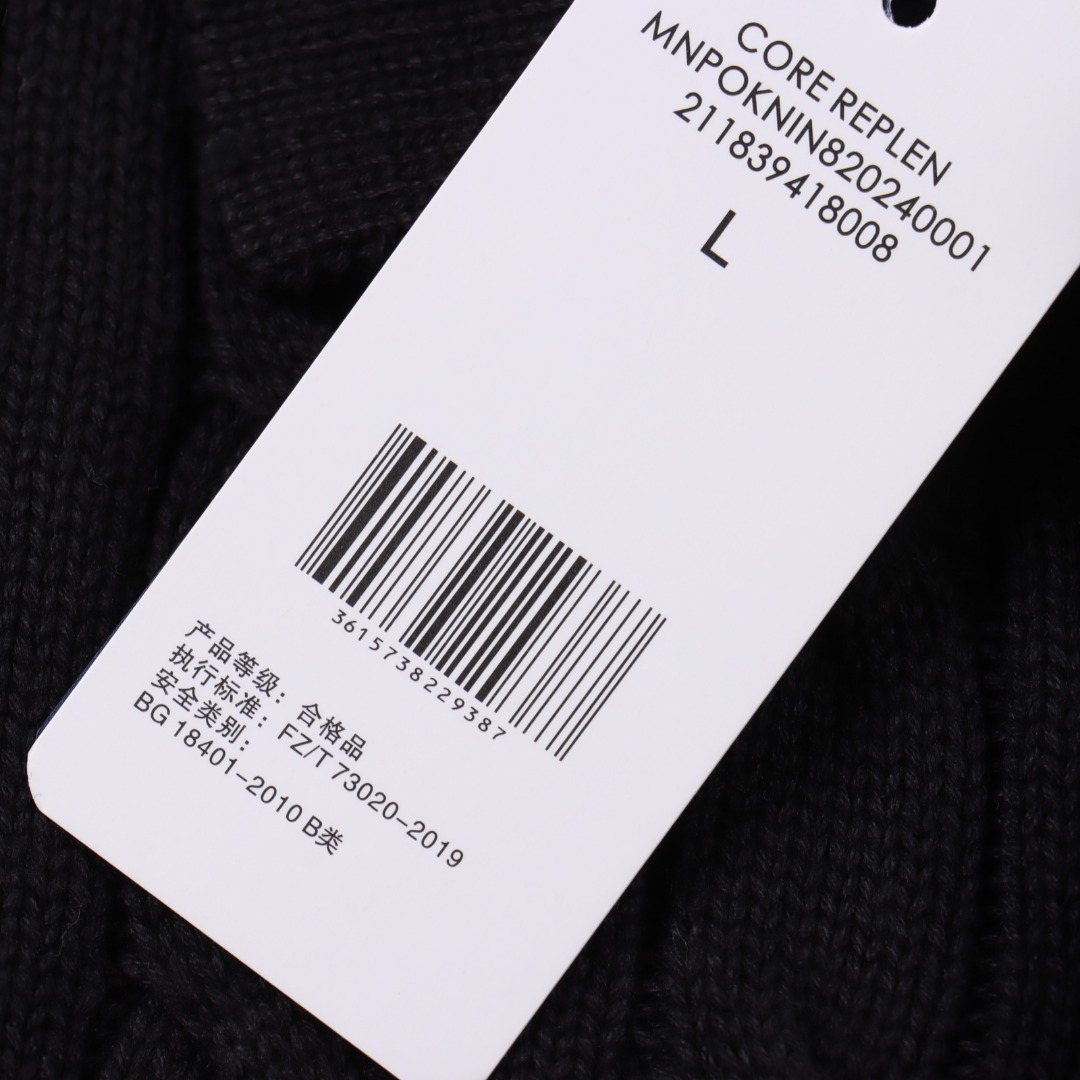 CORE REPLEN
MNPOKNIN820240001
211839418008
L
3615738229387
产品等级：合格品
执行标准：FZ/T 73020-2019
安全类别：
BG 18401-2010 B类